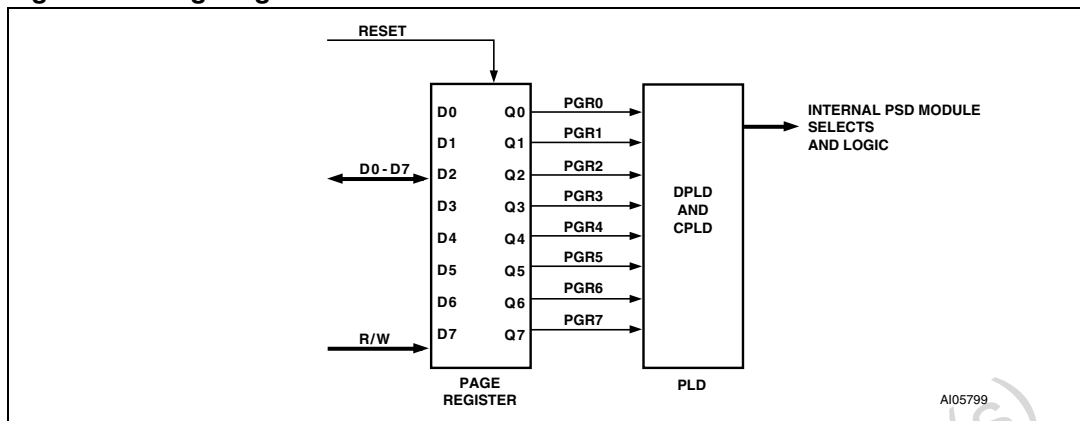 RESET
D0
D1
D2
D3
D4
D5
D6
D7
Q0
Q1
Q2
Q3
Q4
Q5
Q6
Q7
D0-D7
R/W
PGR0
PGR1
PGR2
PGR3
PGR4
PGR5
PGR6
PGR7
PAGE
REGISTER
DPLD
AND
CPLD
PLD
INTERNAL PSD MODULE
SELECTS
AND LOGIC
AI05799